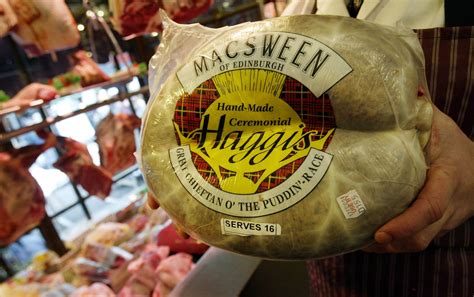 MACSWEEN
OF EDINBURGH
Hand-Made
Ceremonial
Haggis
GREAT CHIEFTAN O' THE PUDDIN'-RACE
SERVES 16